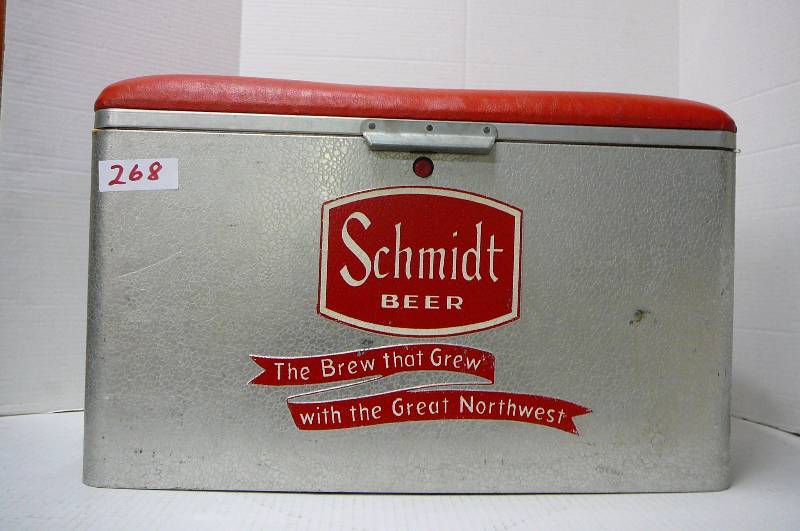 268
Schmidt
BEER
The Brew that Grew
with the Great Northwest